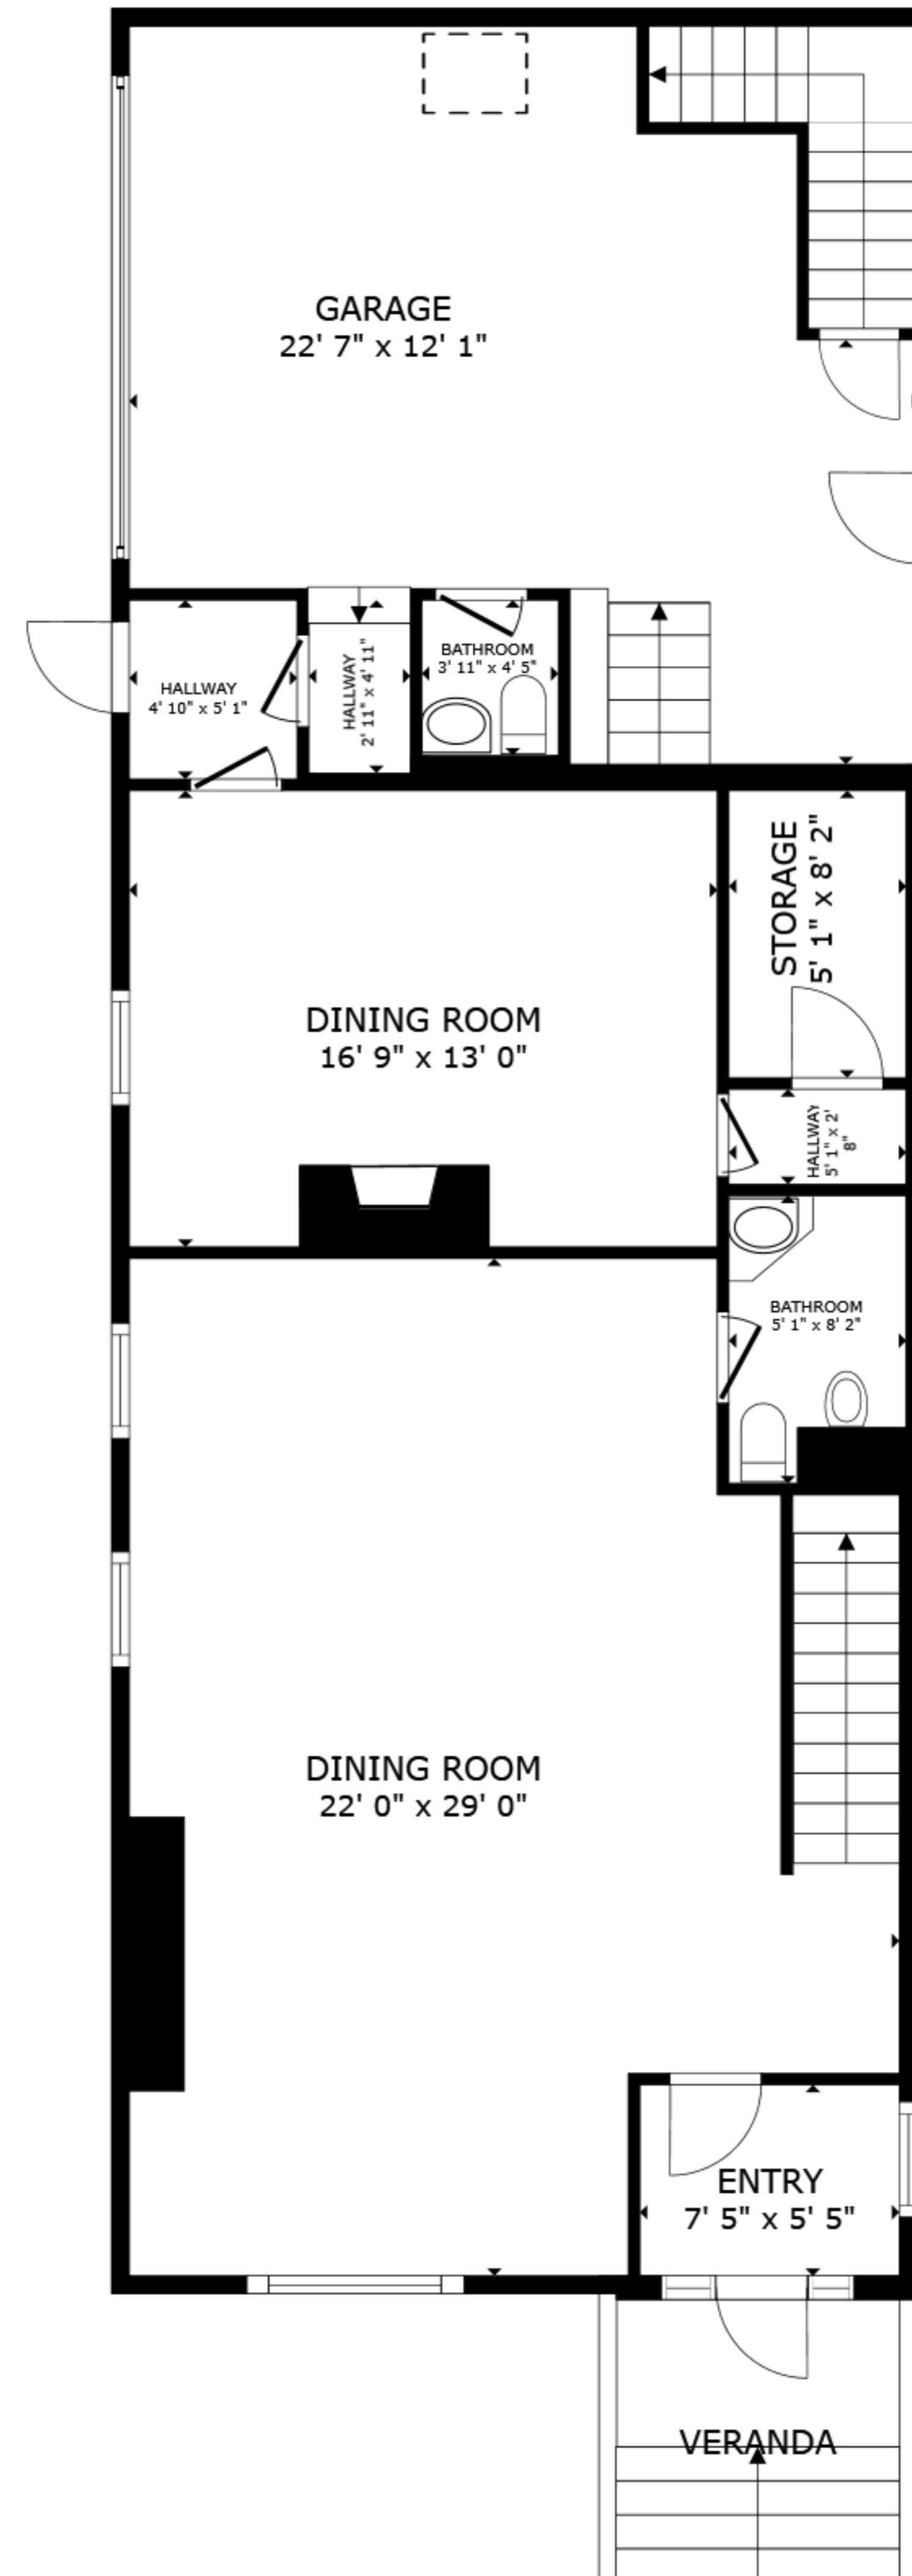 GARAGE
22' 7" x 12' 1"
HALLWAY
4' 10" x 5' 1"
HALLWAY
2' 11" x 4' 11"
BATHROOM
3' 11" x 4' 5"
STORAGE
5' 1" x 8' 2"
DINING ROOM
16' 9" x 13' 0"
HALLWAY
5' 1" x 2'
8"
BATHROOM
5' 1" x 8' 2"
DINING ROOM
22' 0" x 29' 0"
ENTRY
7' 5" x 5' 5"
VERANDA